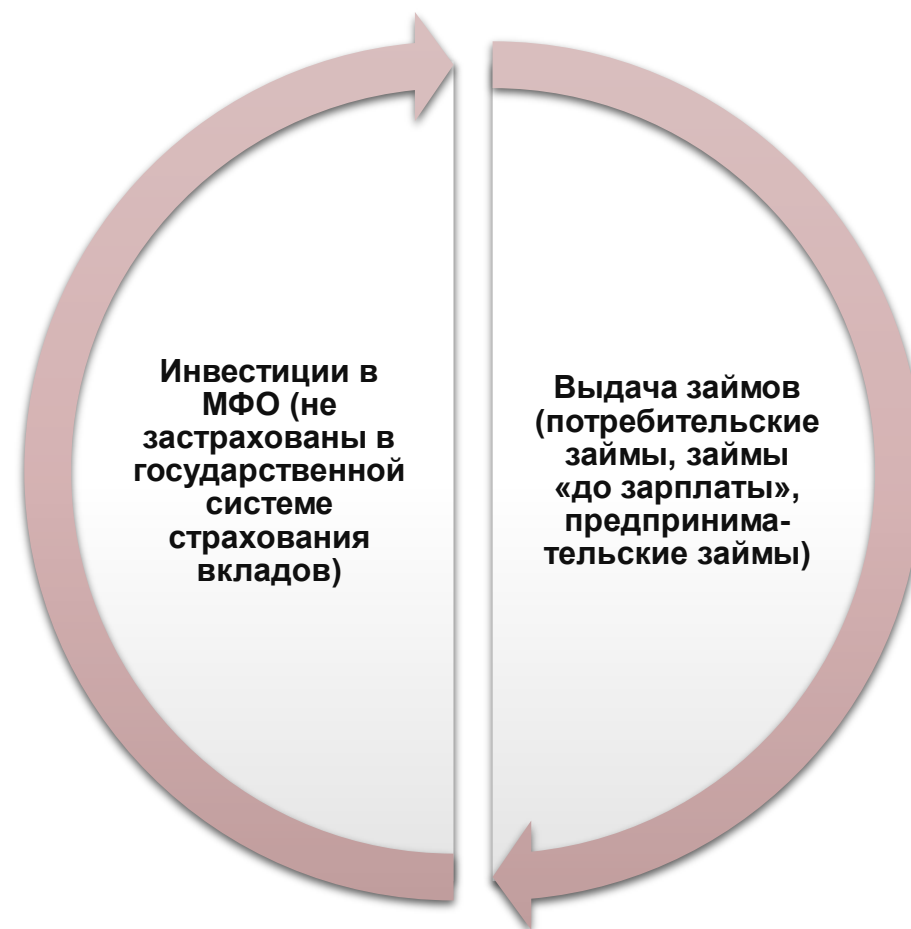 Инвестиции в
МФО (не
застрахованы в
государственной
системе
страхования
вкладов)
Выдача займов
(потребительские
займы, займы
«до зарплаты»,
предпринима-
тельские займы)